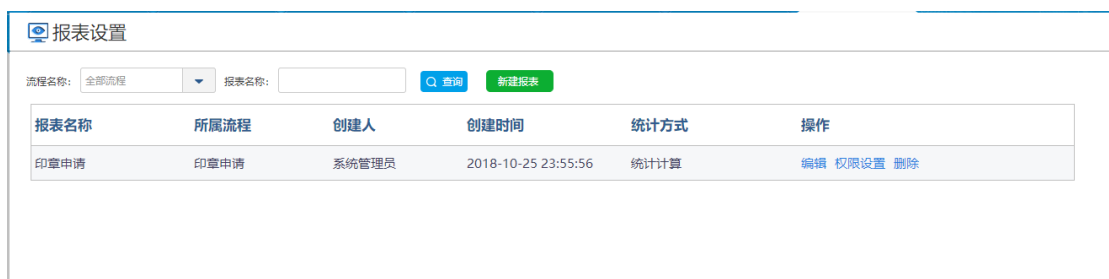 报表设置
流程名称: 全部流程 报表名称: 查询 新建报表
报表名称 所属流程 创建人 创建时间 统计方式 操作
印章申请 印章申请 系统管理员 2018-10-25 23:55:56 统计计算 编辑 权限设置 删除